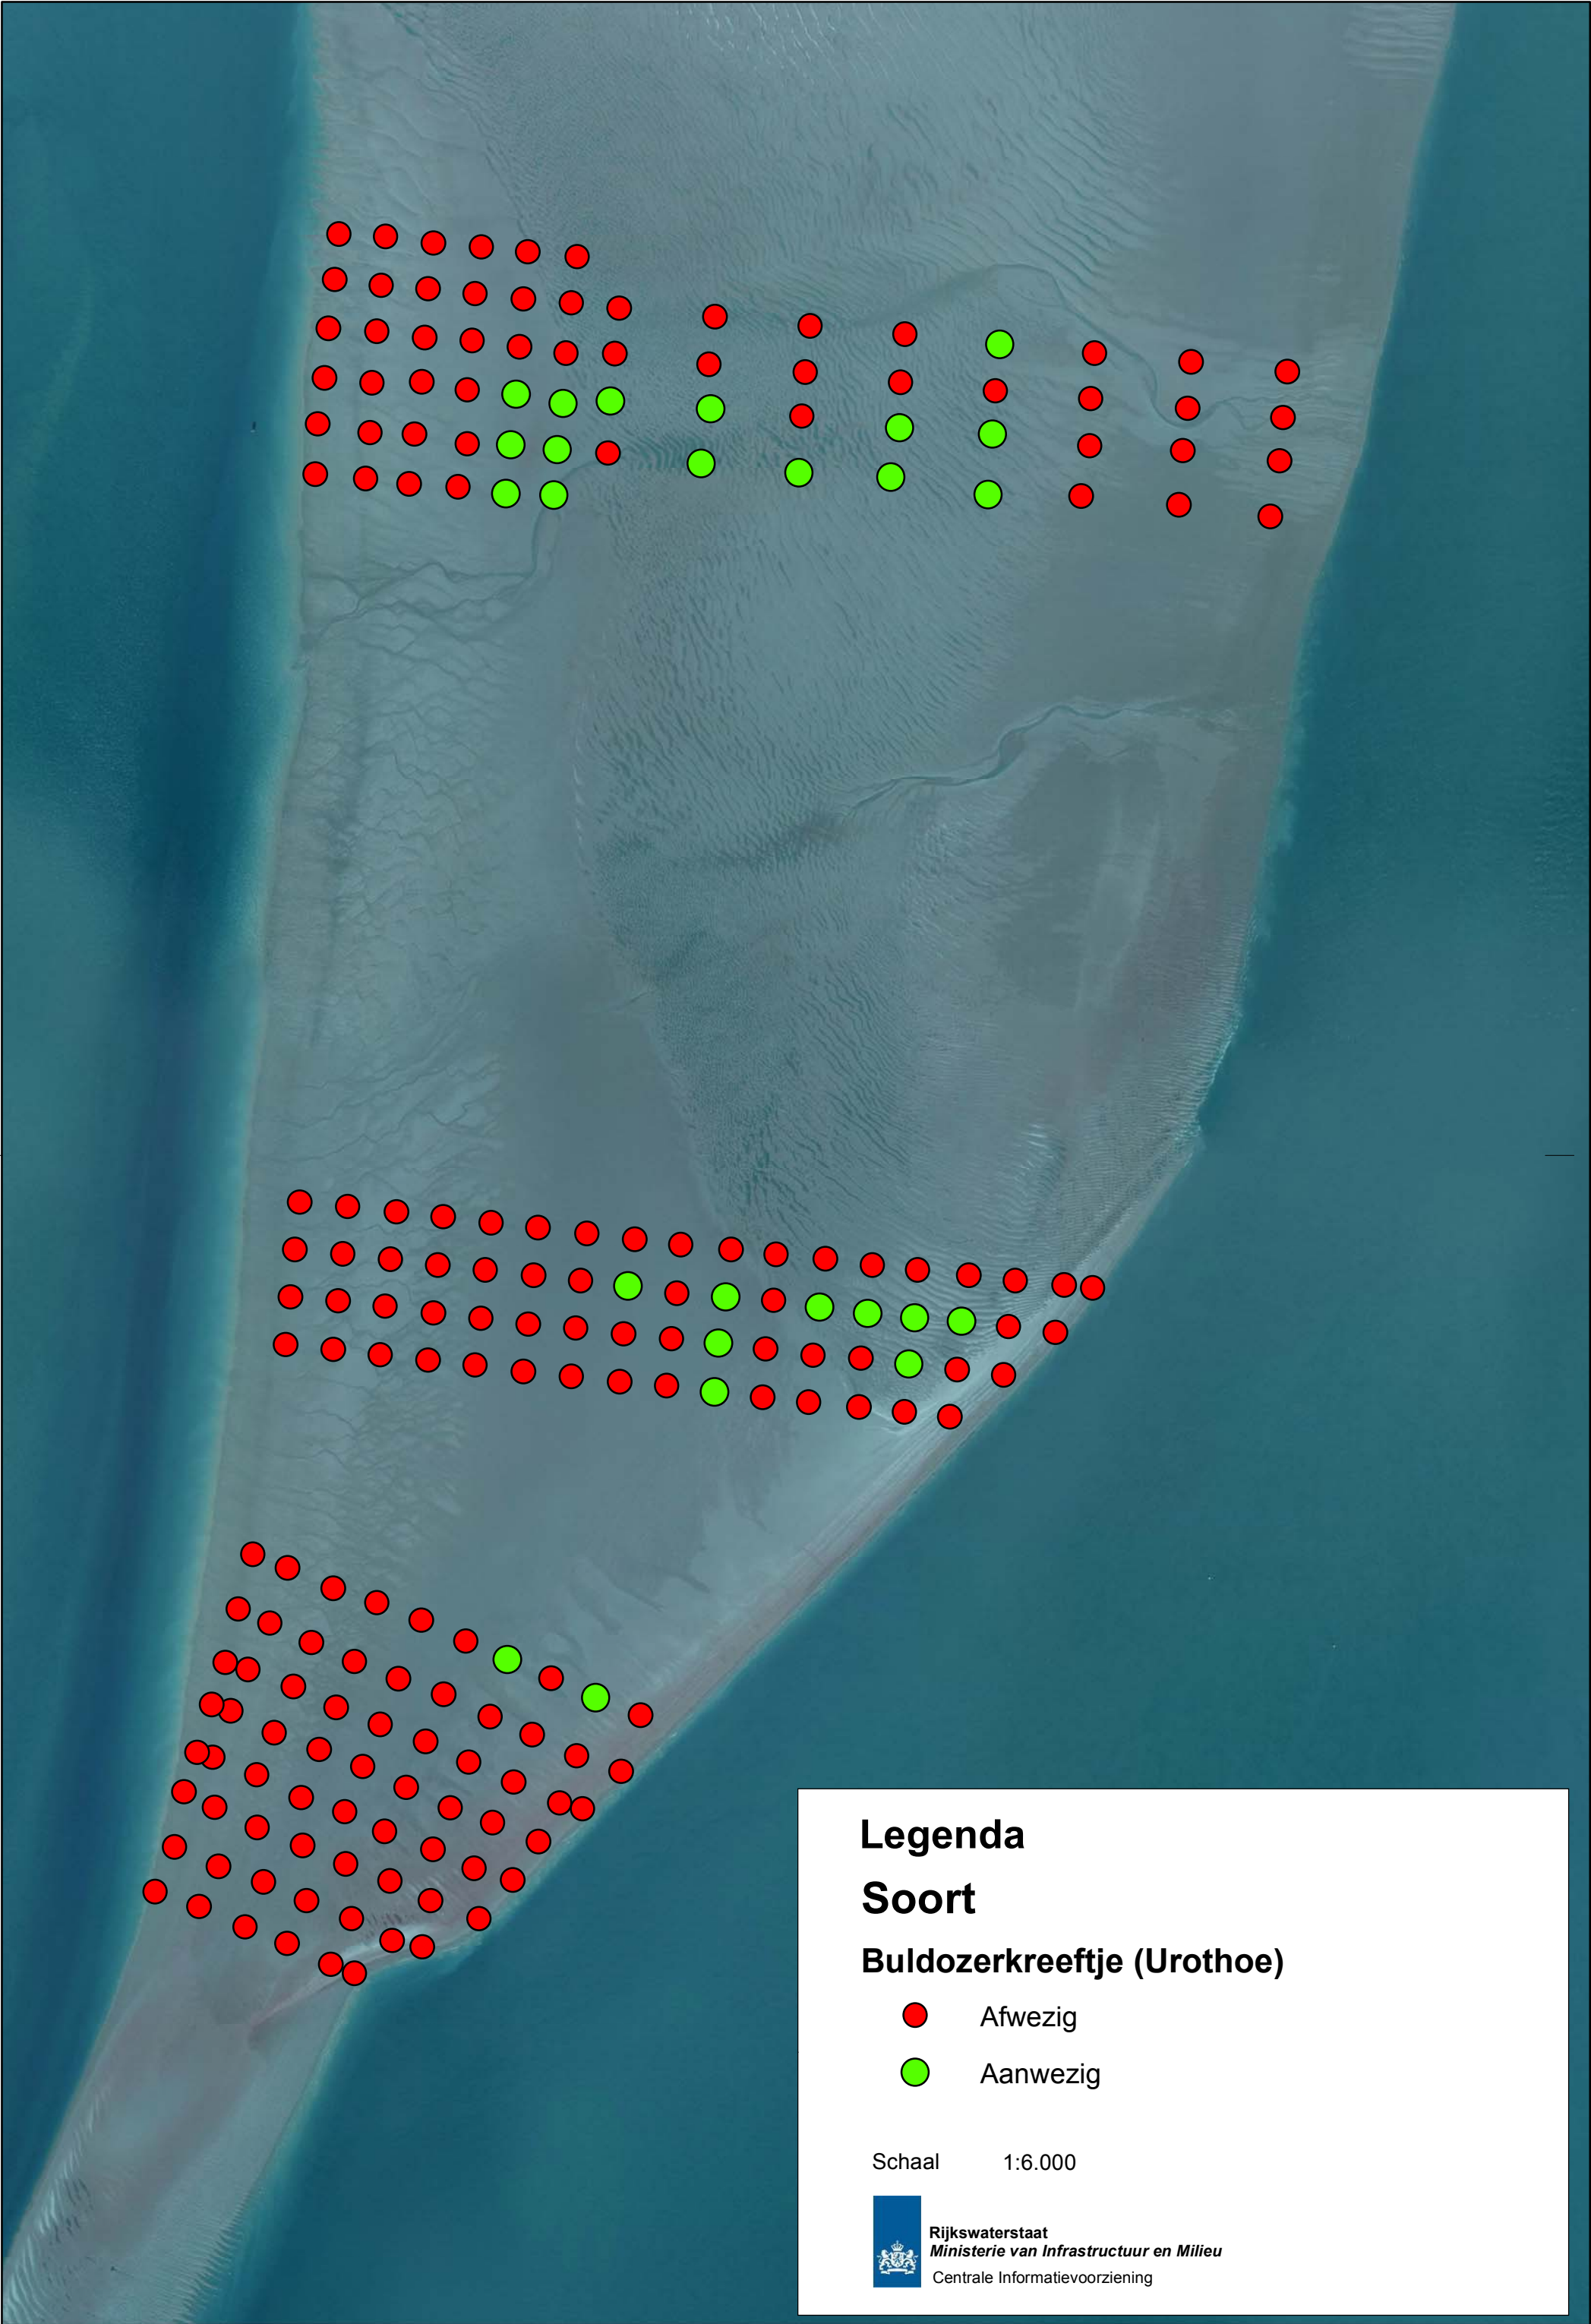 Legenda
Soort
Buldozerkreeftje (Urothoe)
Afwezig
Aanwezig
Schaal 1:6.000
Rijkswaterstaat
Ministerie van Infrastructuur en Milieu
Centrale Informatievoorziening